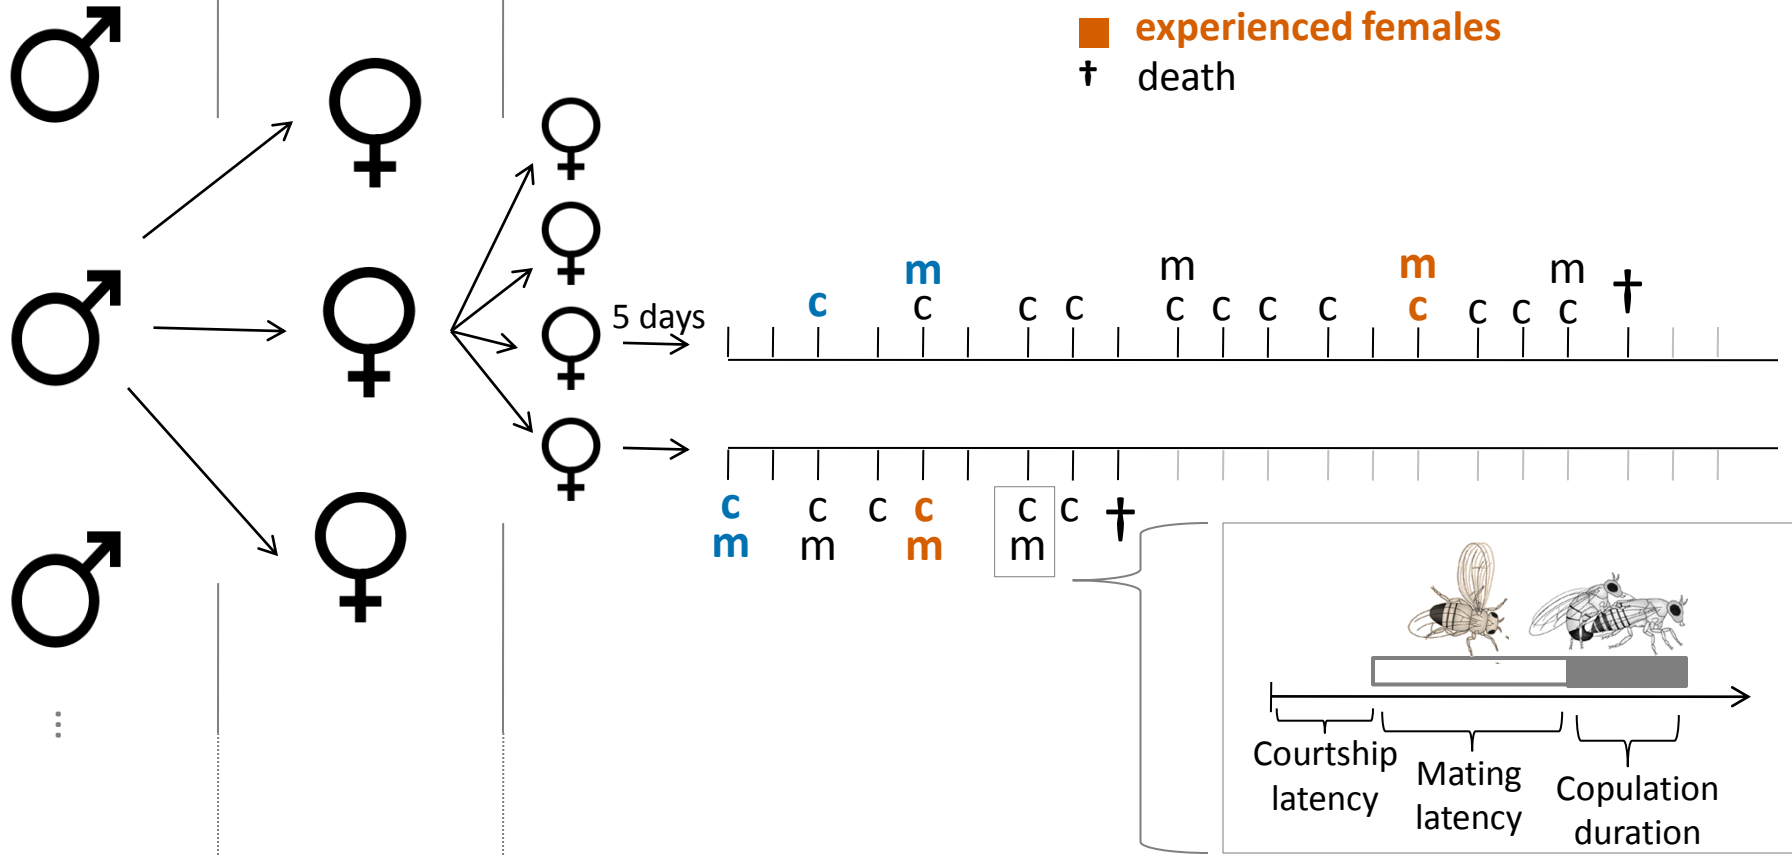 experienced females
† death
5 days
m m m m
c c c c c c c c c c c c c †
c c c c c c †
m m m m
Courtship
latency
Mating
latency
Copulation
duration